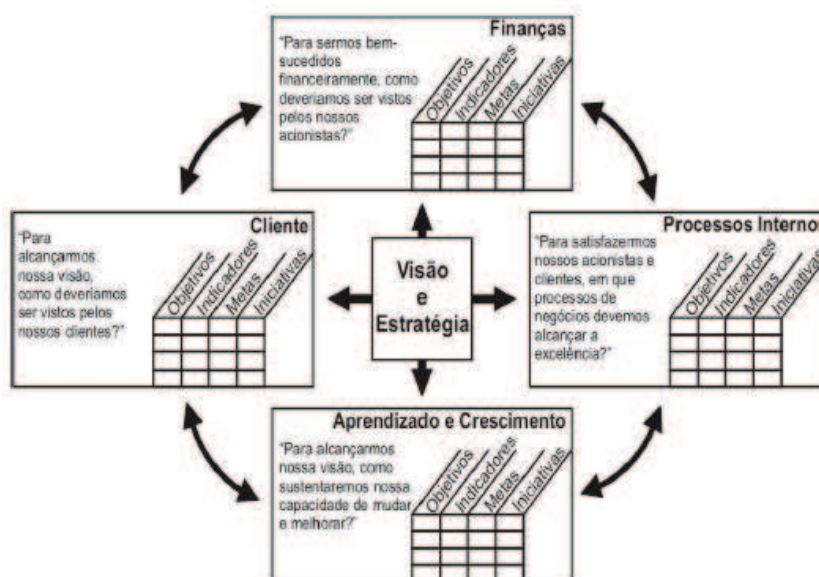 Finanças
“Para sermos bem-
sucedidos
financeiramente, como
deveríamos ser vistos
pelos nossos
acionistas?”
Objetivos
Indicadores
Metas
Iniciativas
Cliente
“Para
alcançarmos
nossa visão,
como deveríamos
ser vistos pelos
nossos clientes?”
Objetivos
Indicadores
Metas
Iniciativas
Visão
e
Estratégia
Processos Internos
“Para satisfazermos
nossos acionistas e
clientes, em que
processos de
negócios devemos
alcançar a
excelência?”
Objetivos
Indicadores
Metas
Iniciativas
Aprendizado e Crescimento
“Para alcançarmos
nossa visão, como
sustentaremos nossa
capacidade de mudar
e melhorar?”
Objetivos
Indicadores
Metas
Iniciativas